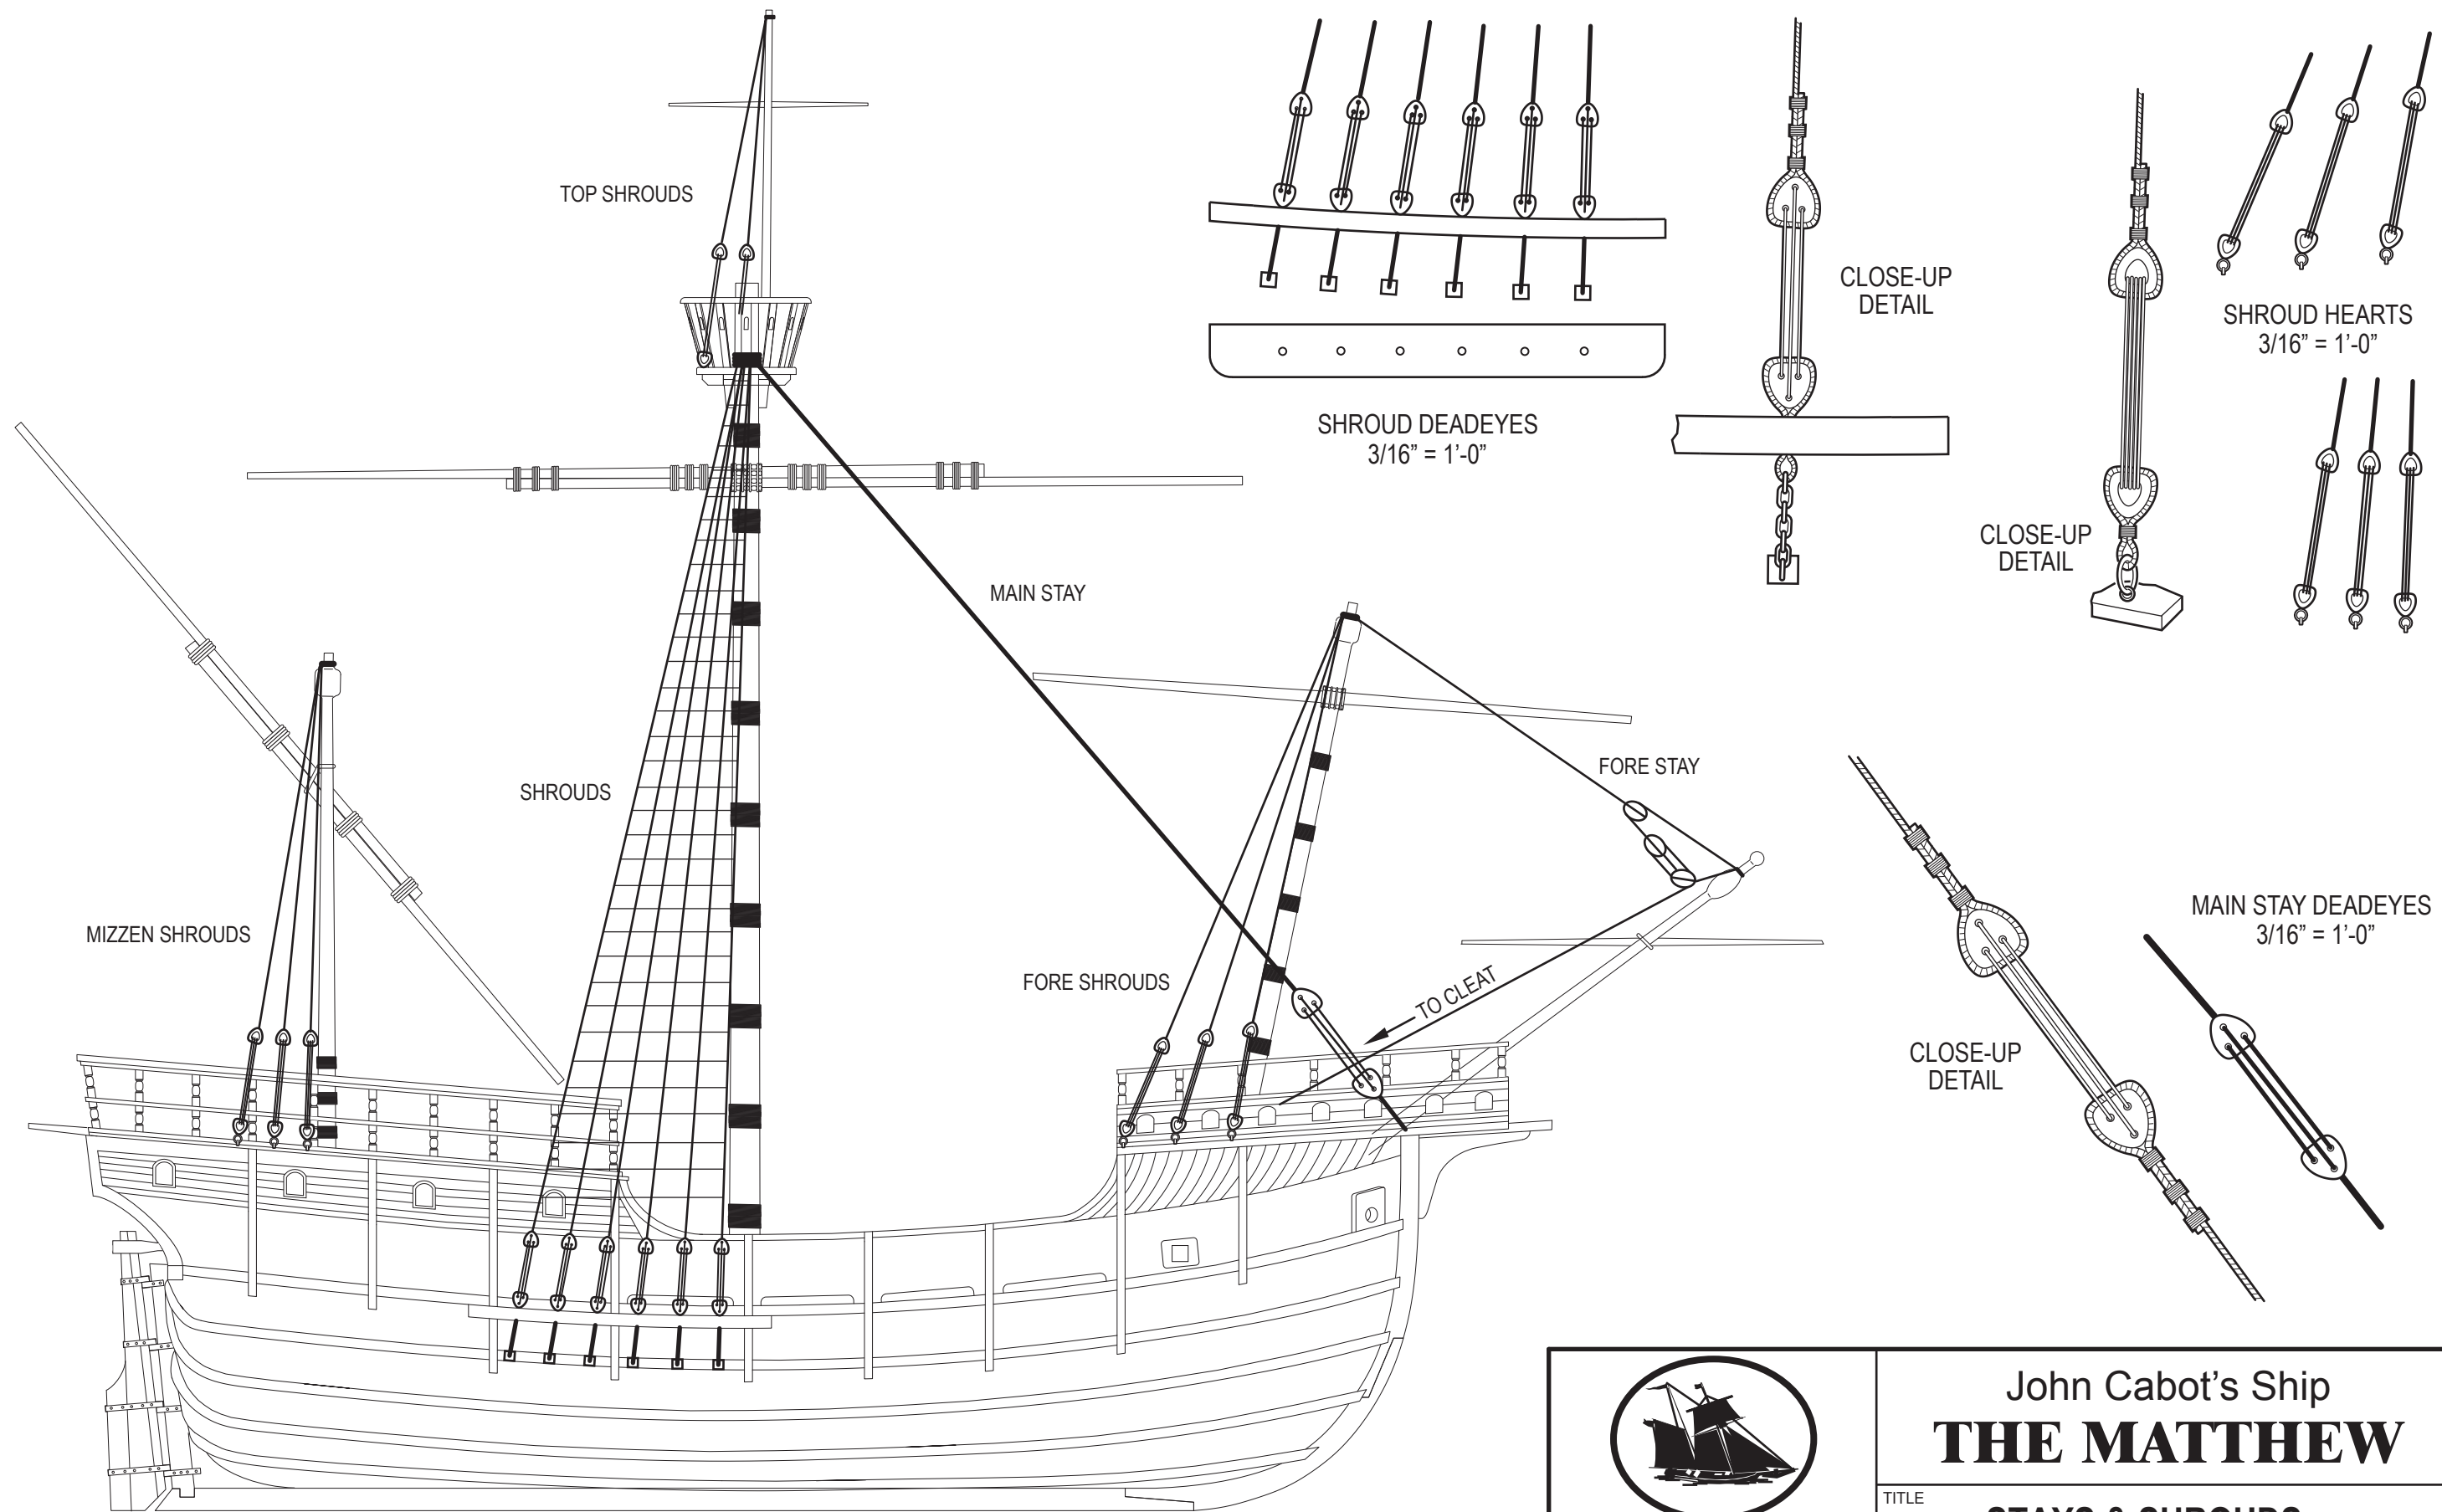 TOP SHROUDS
CLOSE-UP
DETAIL
SHROUD HEARTS
3/16” = 1’-0”
SHROUD DEADEYES
3/16” = 1’-0”
CLOSE-UP
DETAIL
MAIN STAY
FORE STAY
SHROUDS
MIZZEN SHROUDS
MAIN STAY DEADEYES
3/16” = 1’-0”
FORE SHROUDS
TO CLEAT
CLOSE-UP
DETAIL
John Cabot’s Ship
THE MATTHEW
TITLE
STAYS & SHROUDS